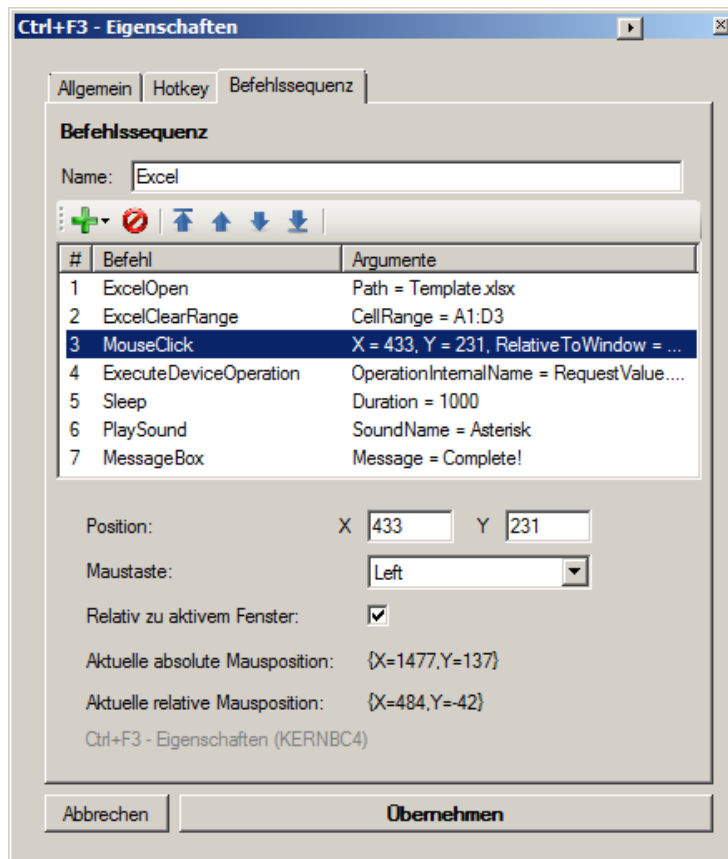 Ctrl+F3 - Eigenschaften
Allgemein Hotkey Befehlssequenz
Befehlssequenz
Name: Excel
# Befehl Argumente
1 ExcelOpen Path = Template.xlsx
2 ExcelClearRange CellRange = A1:D3
3 MouseClick X = 433, Y = 231, RelativeToWindow = ...
4 ExecuteDeviceOperation OperationInternalName = RequestValue....
5 Sleep Duration = 1000
6 PlaySound SoundName = Asterisk
7 MessageBox Message = Complete!
Position: X 433 Y 231
Maustaste: Left
Relativ zu aktivem Fenster:
Aktuelle absolute Mausposition: {X=1477,Y=137}
Aktuelle relative Mausposition: {X=484,Y=-42}
Ctrl+F3 - Eigenschaften (KERNBC4)
Abbrechen Übernehmen